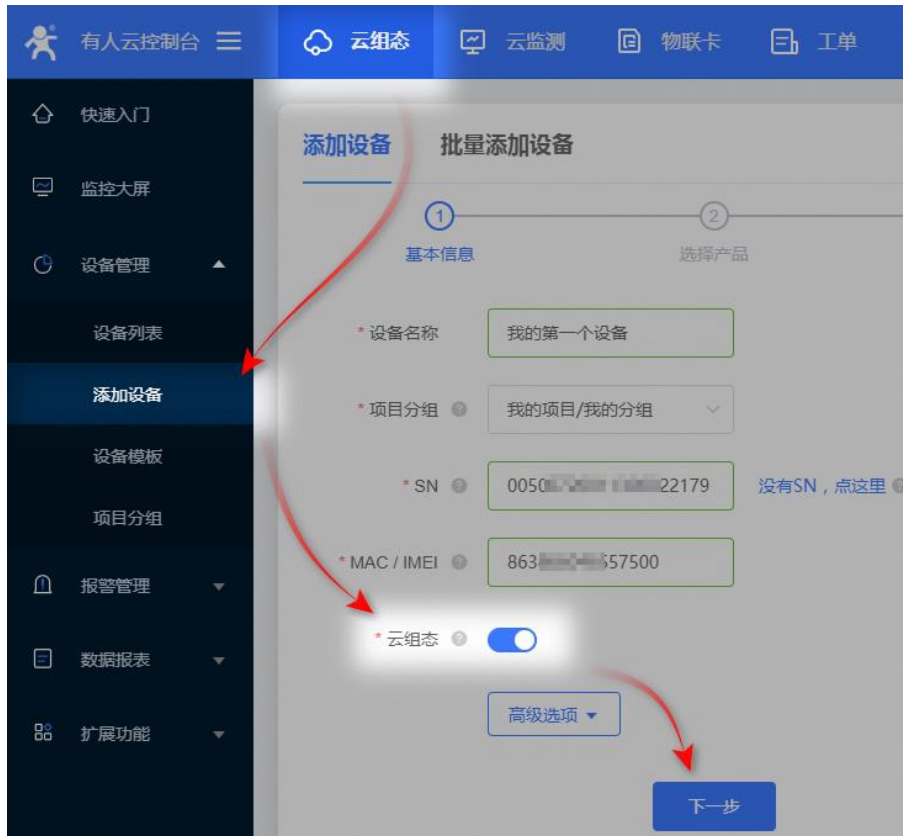 有人云控制台
云组态
云监测
物联卡
工单
快速入门
监控大屏
设备管理
设备列表
添加设备
设备模板
项目分组
报警管理
数据报表
扩展功能
添加设备
批量添加设备
1
2
基本信息
选择产品
* 设备名称
我的第一个设备
* 项目分组
我的项目/我的分组
* SN
0050 22179
没有SN，点这里
* MAC / IMEI
863 557500
* 云组态
高级选项
下一步